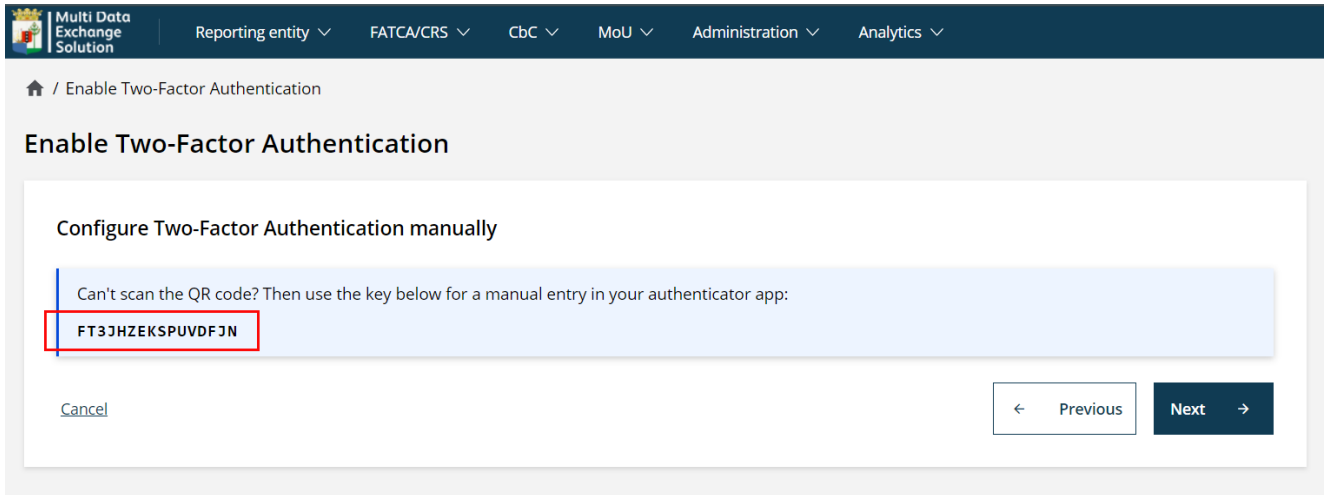 Multi Data
Exchange
Solution
Reporting entity
FATCA/CRS
CbC
MoU
Administration
Analytics
/ Enable Two-Factor Authentication
Enable Two-Factor Authentication
Configure Two-Factor Authentication manually
Can't scan the QR code? Then use the key below for a manual entry in your authenticator app:
FT3JHZEKSPUVDFJN
Cancel
Previous
Next